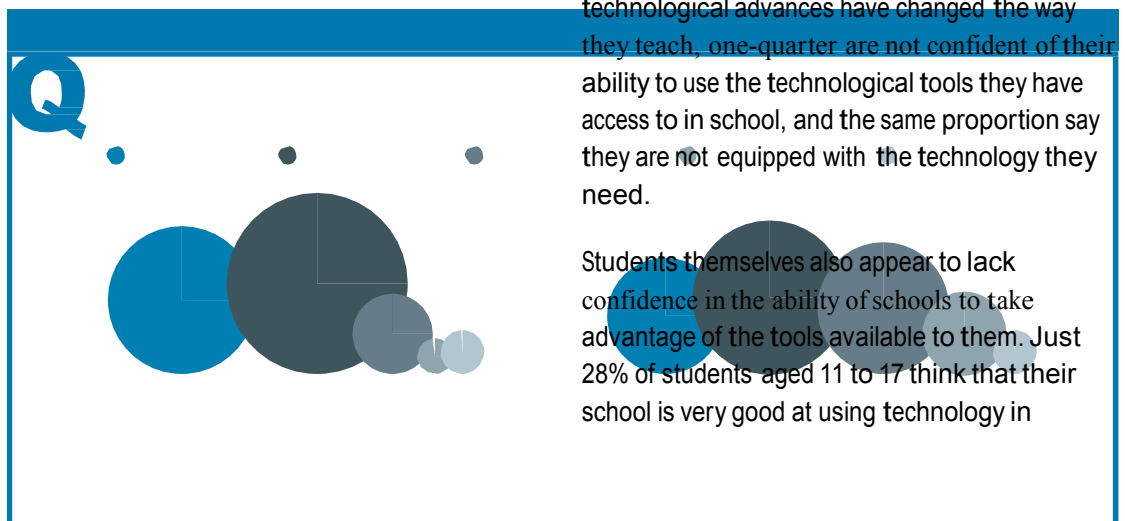 technological advances have changed the way
they teach, one-quarter are not confident of their
Q
ability to use the technological tools they have
access to in school, and the same proportion say
they are not equipped with the technology they
need.
Students themselves also appear to lack
confidence in the ability of schools to take
advantage of the tools available to them. Just
28% of students aged 11 to 17 think that their
school is very good at using technology in